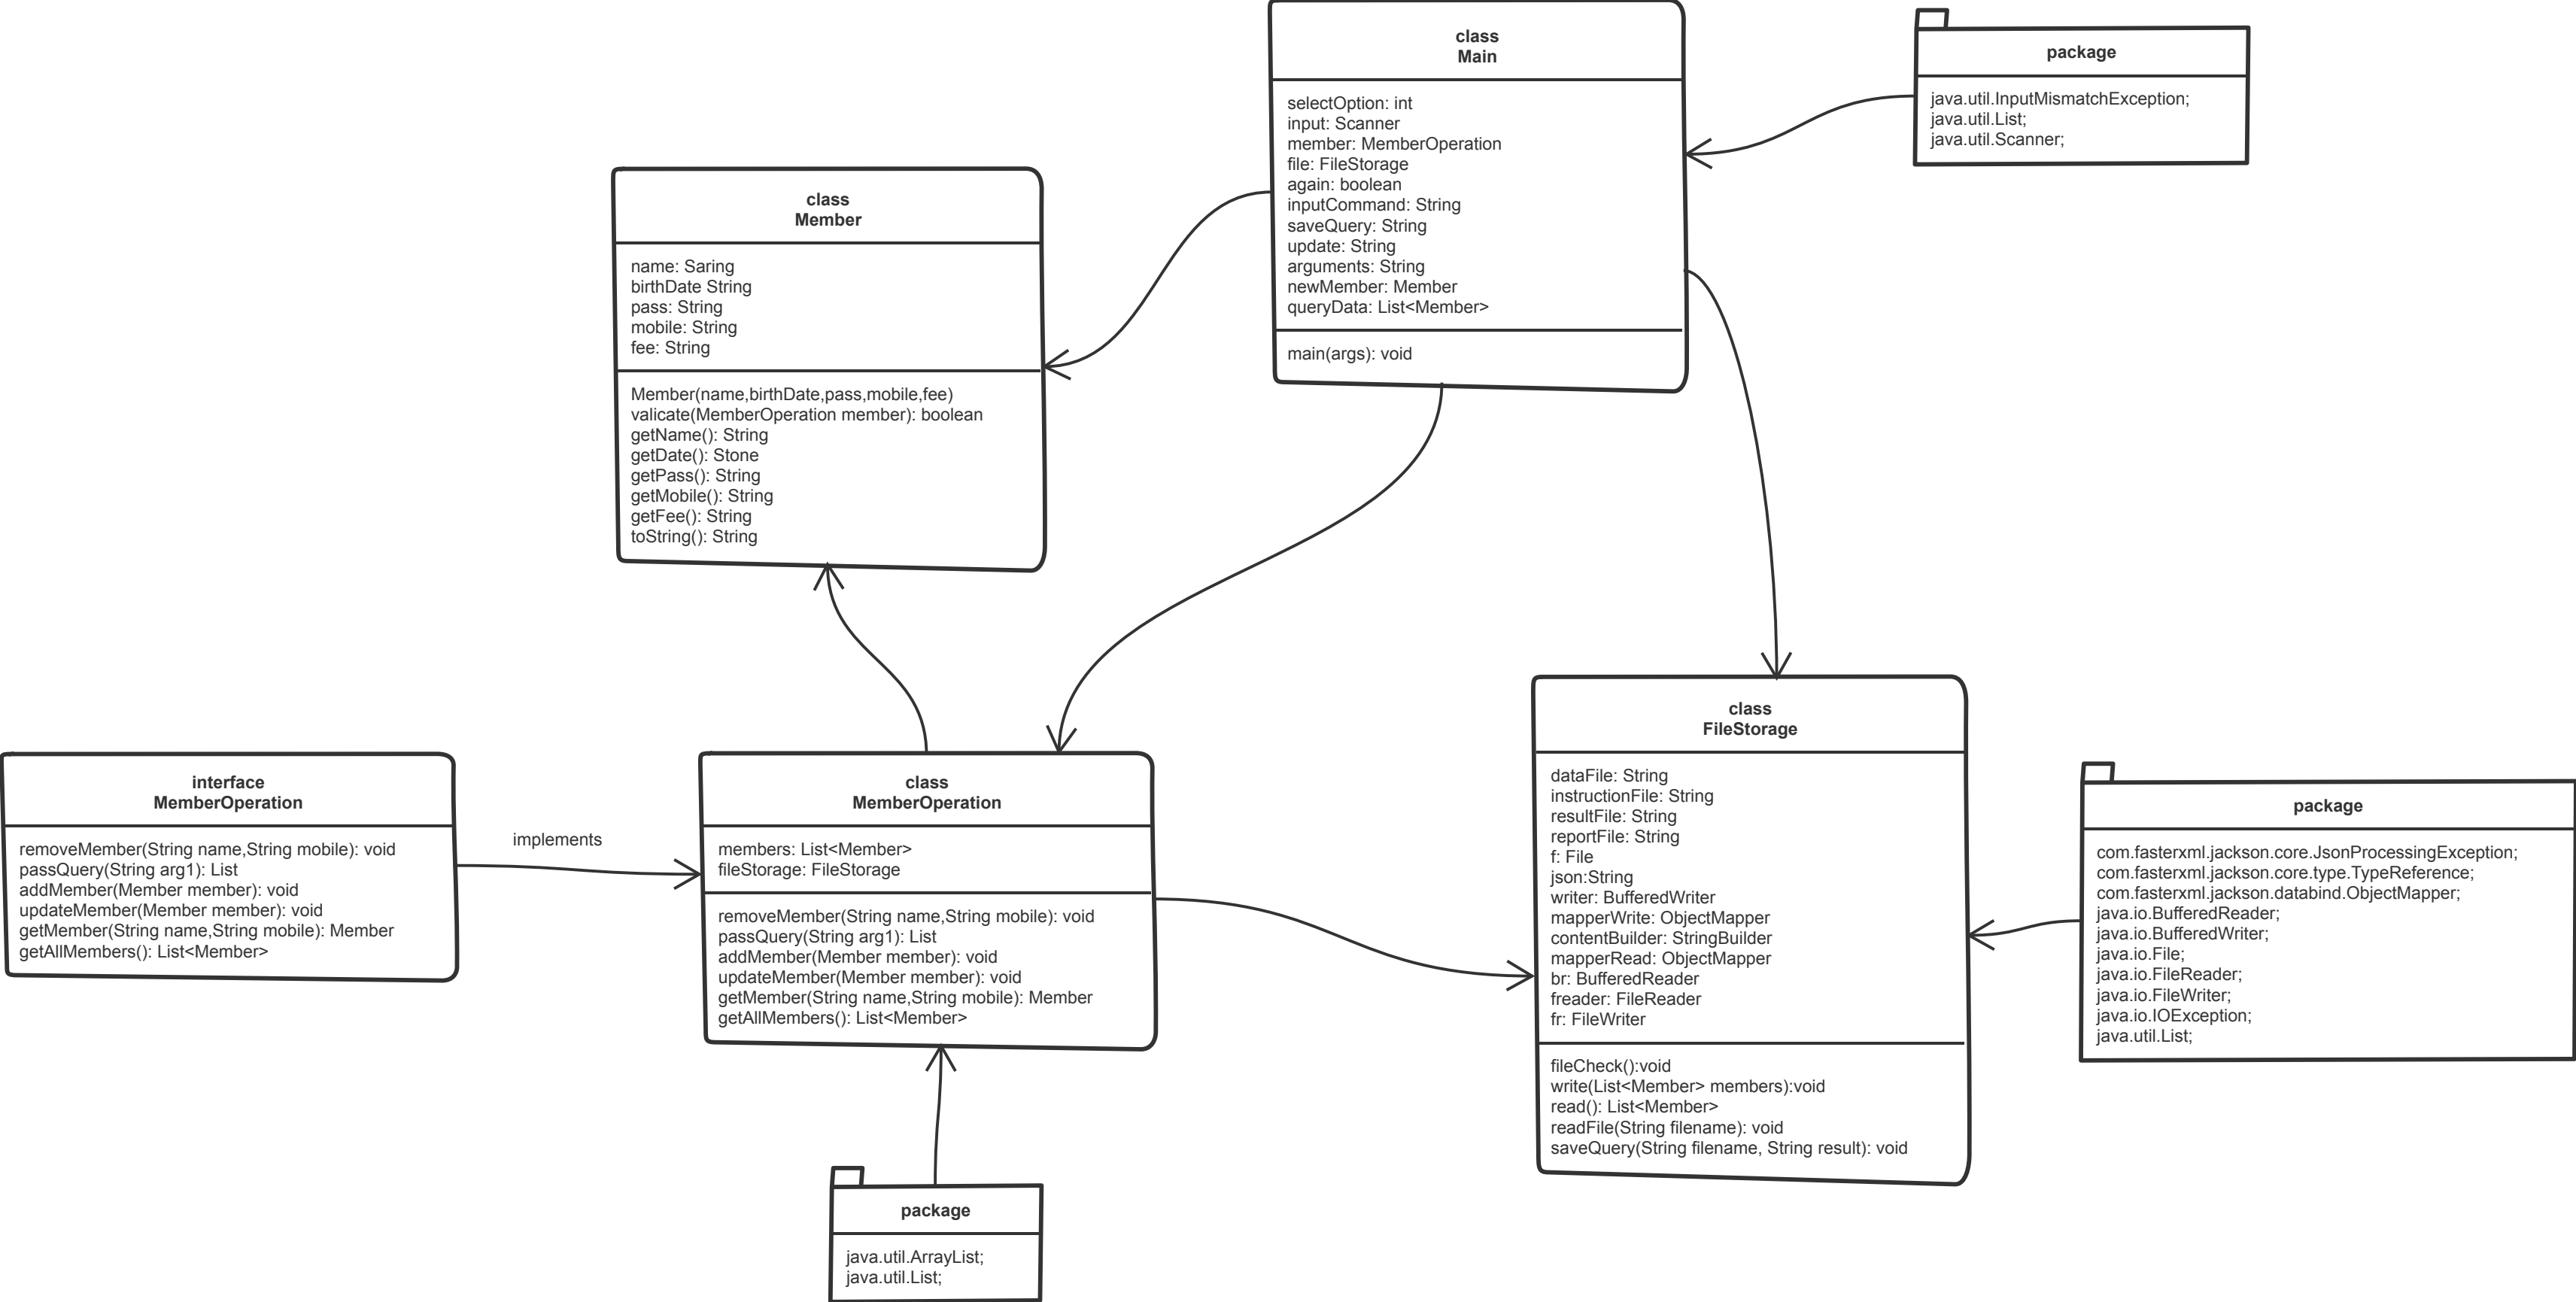 class
Main
selectOption: int
input: Scanner
member: MemberOperation
file: FileStorage
again: boolean
inputCommand: String
saveQuery: String
update: String
arguments: String
newMember: Member
queryData: List<Member>
main(args): void
package
java.util.InputMismatchException;
java.util.List;
java.util.Scanner;
class
Member
name: Saring
birthDate String
pass: String
mobile: String
fee: String
Member(name,birthDate,pass,mobile,fee)
valicate(MemberOperation member): boolean
getName(): String
getDate(): Stone
getPass(): String
getMobile(): String
getFee(): String
toString(): String
interface
MemberOperation
removeMember(String name,String mobile): void
passQuery(String arg1): List
addMember(Member member): void
updateMember(Member member): void
getMember(String name,String mobile): Member
getAllMembers(): List<Member>
implements
class
MemberOperation
members: List<Member>
fileStorage: FileStorage
removeMember(String name,String mobile): void
passQuery(String arg1): List
addMember(Member member): void
updateMember(Member member): void
getMember(String name,String mobile): Member
getAllMembers(): List<Member>
class
FileStorage
dataFile: String
instructionFile: String
resultFile: String
reportFile: String
f: File
json:String
writer: BufferedWriter
mapperWrite: ObjectMapper
contentBuilder: StringBuilder
mapperRead: ObjectMapper
br: BufferedReader
freader: FileReader
fr: FileWriter
fileCheck():void
write(List<Member> members):void
read(): List<Member>
readFile(String filename): void
saveQuery(String filename, String result): void
package
com.fasterxml.jackson.core.JsonProcessingException;
com.fasterxml.jackson.core.type.TypeReference;
com.fasterxml.jackson.databind.ObjectMapper;
java.io.BufferedReader;
java.io.BufferedWriter;
java.io.File;
java.io.FileReader;
java.io.FileWriter;
java.io.IOException;
java.util.List;
package
java.util.ArrayList;
java.util.List;